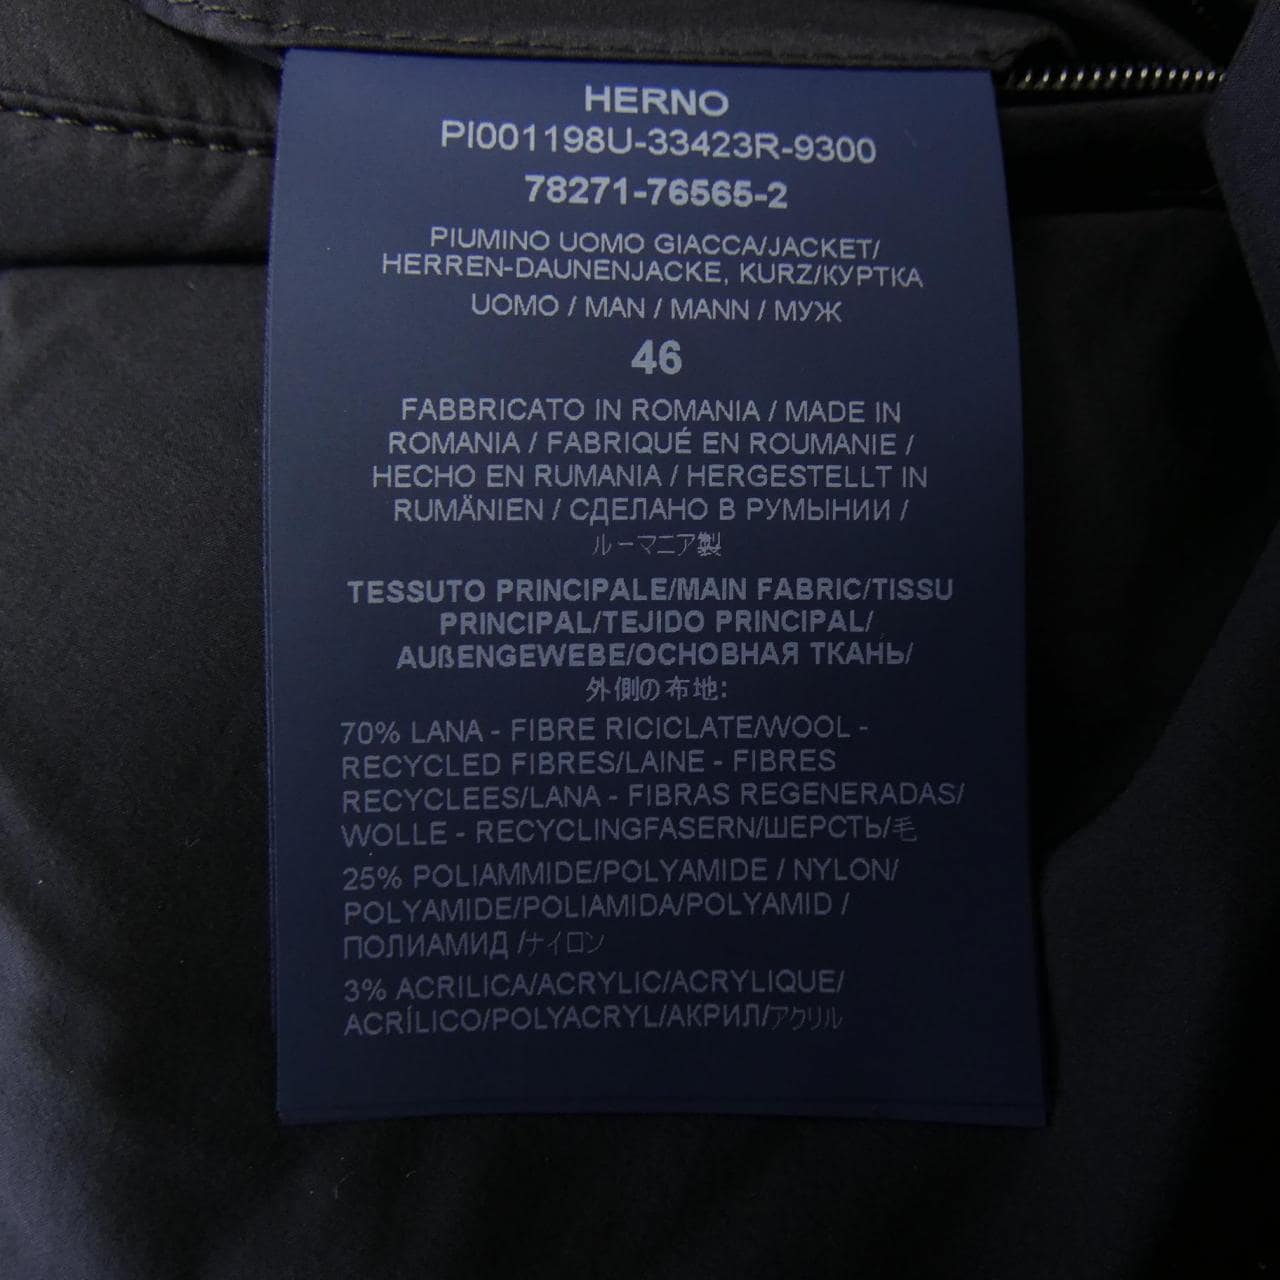 HERNO
PI001198U-33423R-9300
78271-76565-2
PIUMINO UOMO GIACCA/JACKET/
HERREN-DAUNENJACKE, KURZ/КУРТКА
UOMO / MAN / MANN / МУЖ
46
FABBRICATO IN ROMANIA / MADE IN
ROMANIA / FABRIQUÉ EN ROUMANIE /
HECHO EN RUMANIA / HERGESTELLT IN
RUMÄNIEN / СДЕЛАНО В РУМЫНИИ /
ルーマニア製
TESSUTO PRINCIPALE/MAIN FABRIC/TISSU
PRINCIPAL/TEJIDO PRINCIPAL/
AUßENGEWEBE/ОСНОВНАЯ ТКАНЬ/
外側の布地:
70% LANA - FIBRE RICICLATE/WOOL -
RECYCLED FIBRES/LAINE - FIBRES
RECYCLEES/LANA - FIBRAS REGENERADAS/
WOLLE - RECYCLINGFASERN/ШЕРСТЬ/毛
25% POLIAMMIDE/POLYAMIDE / NYLON/
POLYAMIDE/POLIAMIDA/POLYAMID /
ПОЛИАМИД /ナイロン
3% ACRILICA/ACRYLIC/ACRYLIQUE/
ACRÍLICO/POLYACRYL/АКРИЛ/アクリル